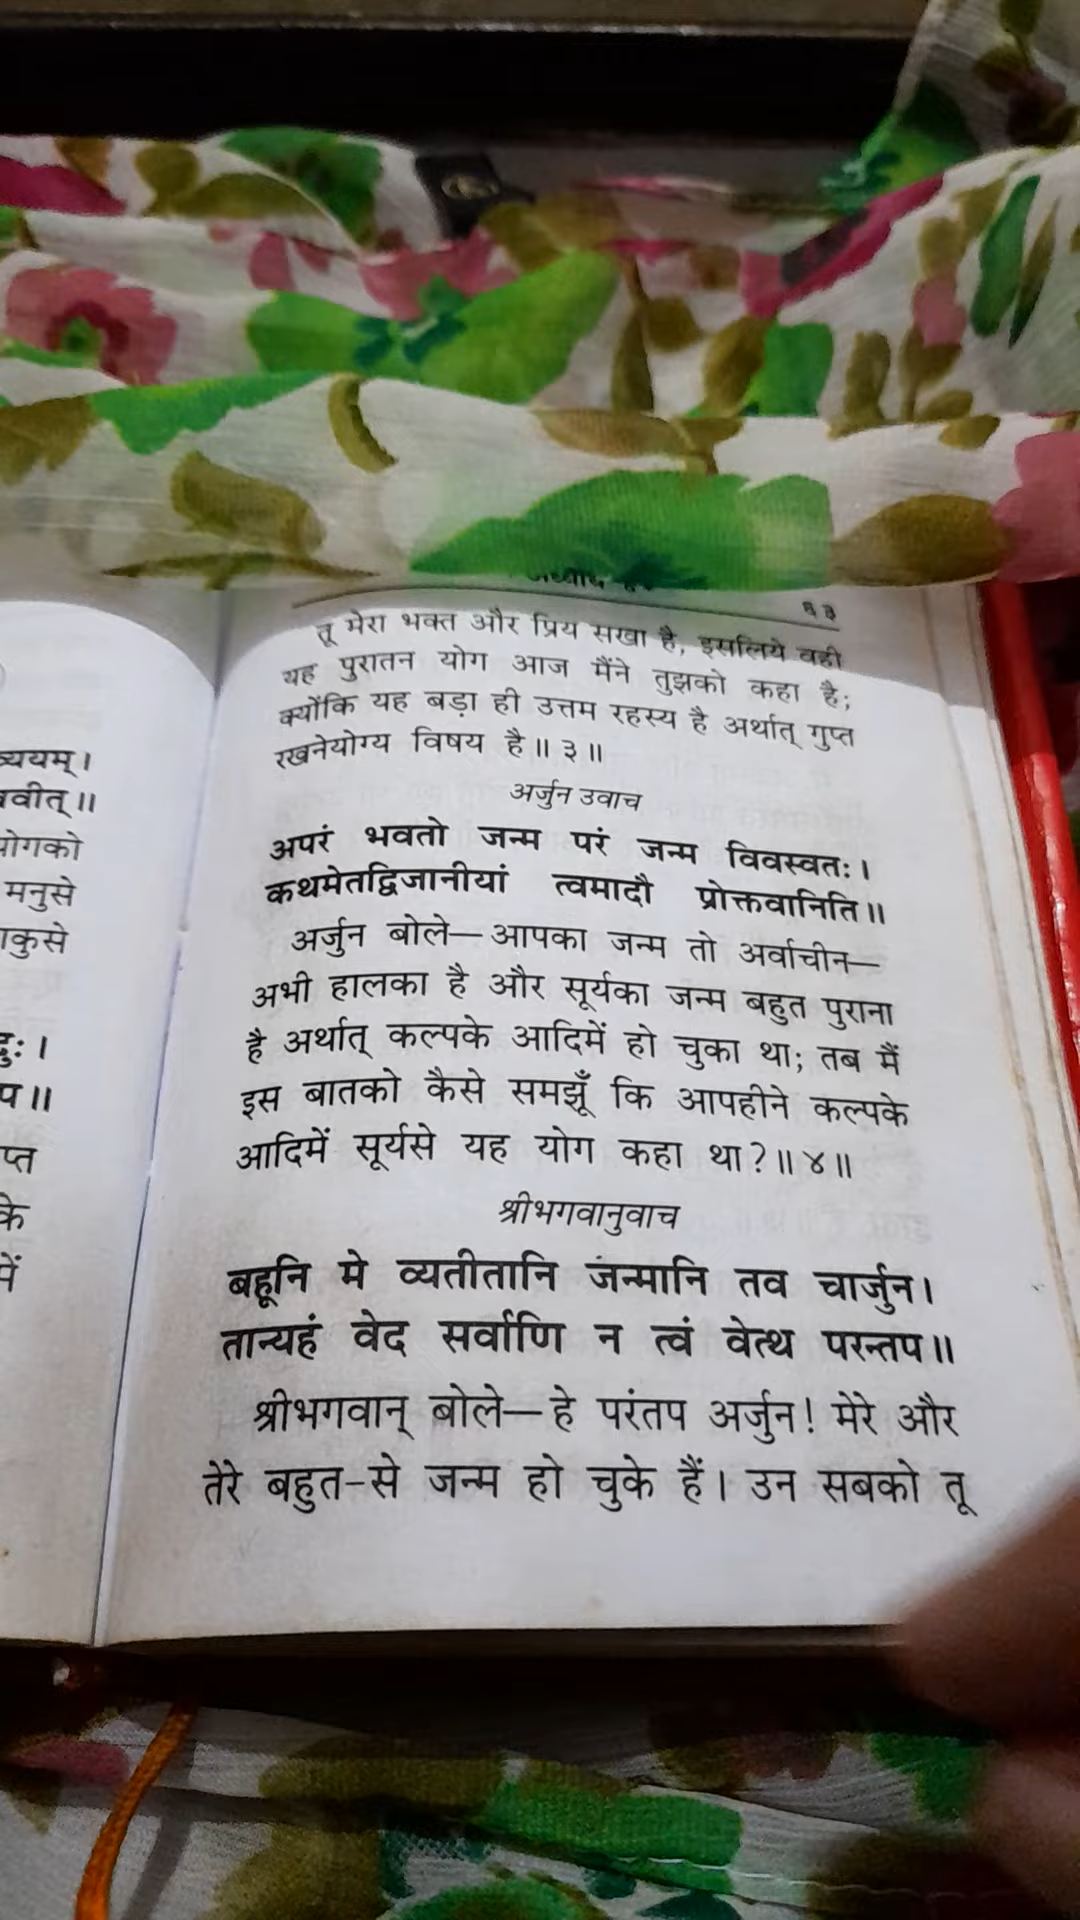 व्ययम्।
योगको
मनुसे
प॥
के
में
६३
तू मेरा भक्त और प्रिय सखा है, इसलिये वही
यह पुरातन योग आज मैंने तुझको कहा है;
क्योंकि यह बड़ा ही उत्तम रहस्य है अर्थात् गुप्त
रखनेयोग्य विषय है॥ ३॥
अर्जुन उवाच
अपरं भवतो जन्म परं जन्म विवस्वतः।
कथमेतद्विजानीयां त्वमादौ प्रोक्तवानिति॥
अर्जुन बोले—आपका जन्म तो अर्वाचीन—
अभी हालका है और सूर्यका जन्म बहुत पुराना
है अर्थात् कल्पके आदिमें हो चुका था; तब मैं
इस बातको कैसे समझूँ कि आपहीने कल्पके
आदिमें सूर्यसे यह योग कहा था?॥ ४॥
श्रीभगवानुवाच
बहूनि मे व्यतीतानि जन्मानि तव चार्जुन।
तान्यहं वेद सर्वाणि न त्वं वेत्थ परन्तप॥
श्रीभगवान् बोले—हे परंतप अर्जुन! मेरे और
तेरे बहुत-से जन्म हो चुके हैं। उन सबको तू